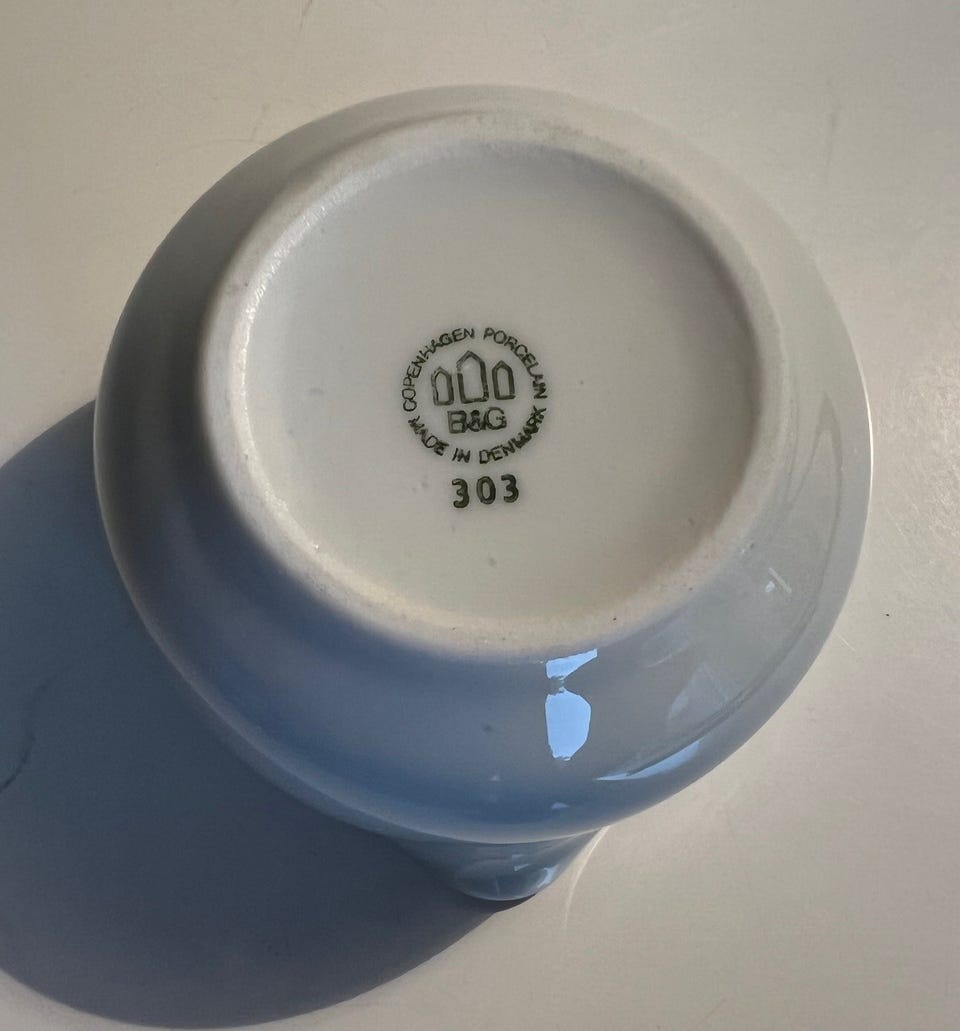 COPENHAGEN PORCELAIN
B&G
MADE IN DENMARK
303